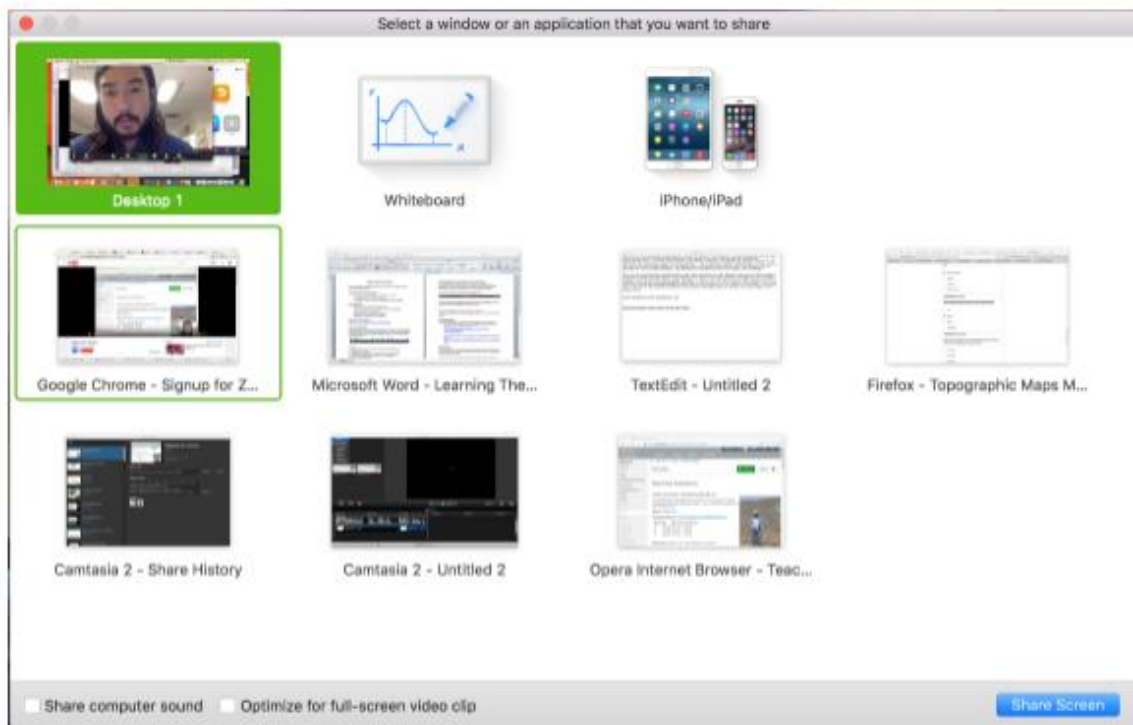 Select a window or an application that you want to share
Desktop 1
Whiteboard
iPhone/iPad
Google Chrome - Signup for Z...
Microsoft Word - Learning The...
TextEdit - Untitled 2
Firefox - Topographic Maps M...
Camtasia 2 - Share History
Camtasia 2 - Untitled 2
Opera Internet Browser - Teac...
Share computer sound
Optimize for full-screen video clip
Share Screen